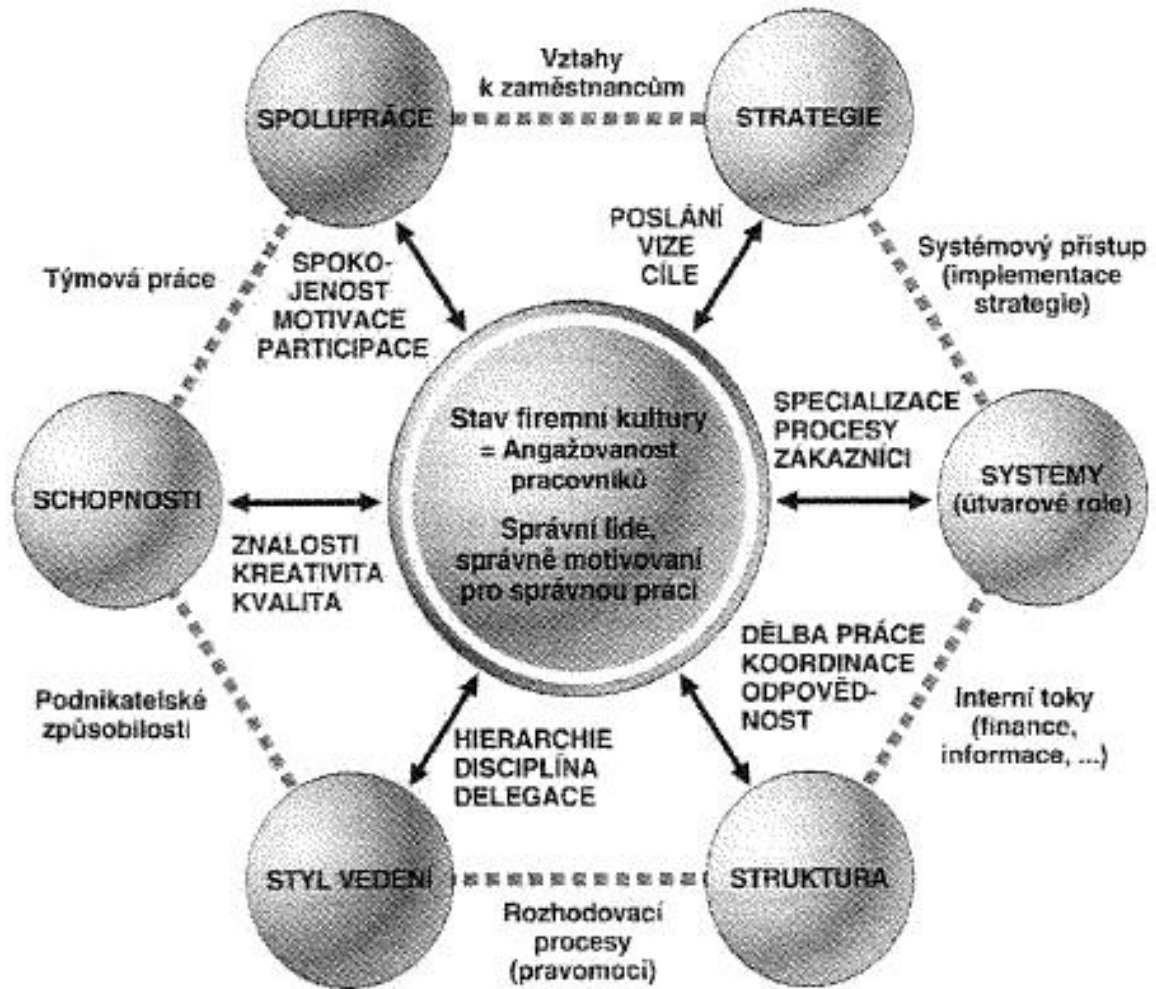 Vztahy
k zaměstnancům
SPOLUPRÁCE
STRATEGIE
POSLÁNÍ
VIZE
CÍLE
Systémový přístup
(implementace
strategie)
Týmová práce
SPOKO-
JENOST
MOTIVACE
PARTICIPACE
Stav firemní kultury
= Angažovanost
pracovníků
Správní lidé,
správně motivovaní
pro správnou práci
SPECIALIZACE
PROCESY
ZÁKAZNÍCI
SCHOPNOSTI
SYSTEMY
(útvarové role)
ZNALOSTI
KREATIVITA
KVALITA
DĚLBA PRÁCE
KOORDINACE
ODPOVĚD-
NOST
Podnikatelské
způsobilosti
Interní toky
(finance,
informace, ...)
HIERARCHIE
DISCIPLÍNA
DELEGACE
STYL VEDENÍ
STRUKTURA
Rozhodovací
procesy
(pravomoci)